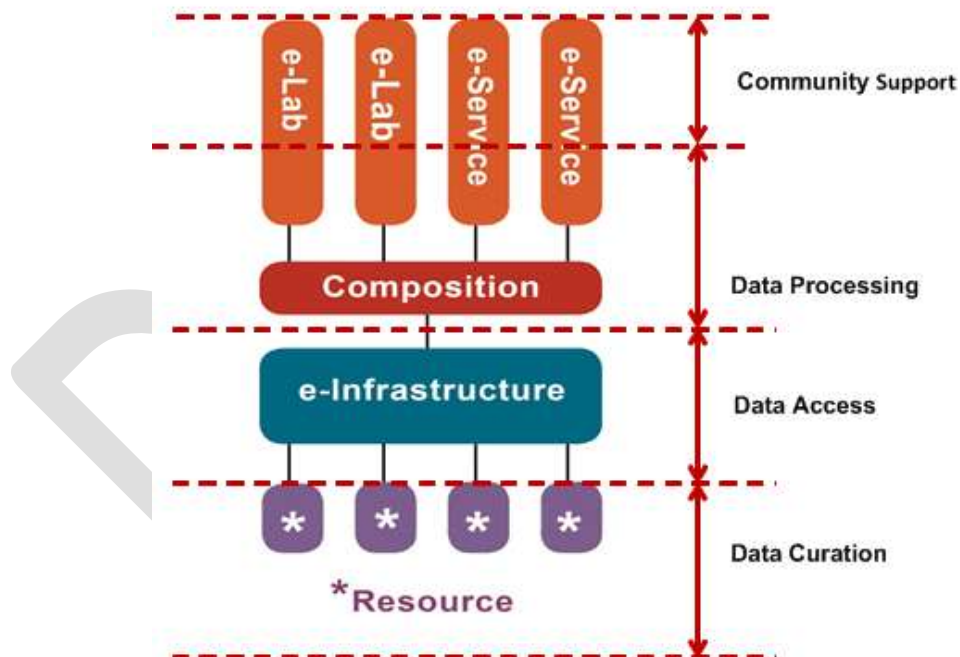 e-Lab
e-Lab
e-Service
e-Service
Community Support
Composition
Data Processing
e-Infrastructure
Data Access
* * * *
Data Curation
*Resource